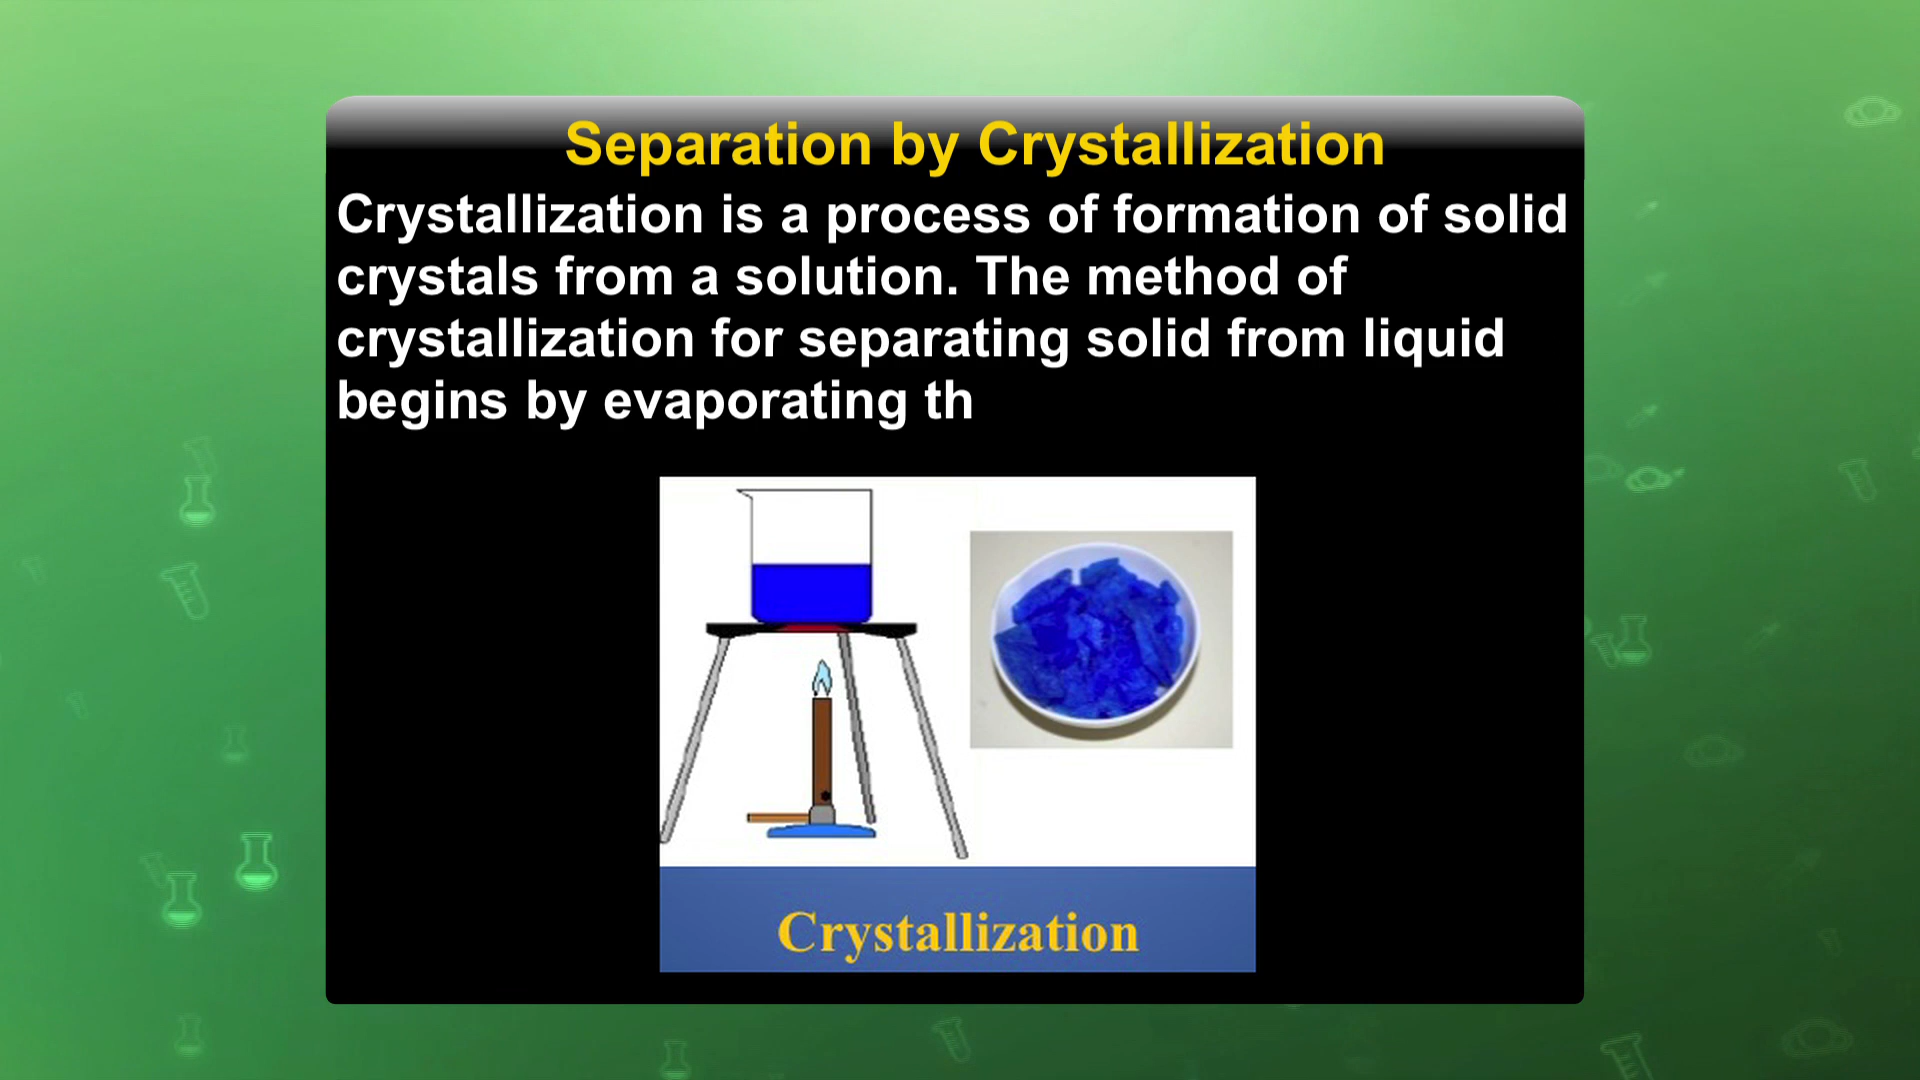 Separation by Crystallization
Crystallization is a process of formation of solid
crystals from a solution. The method of
crystallization for separating solid from liquid
begins by evaporating th
Crystallization